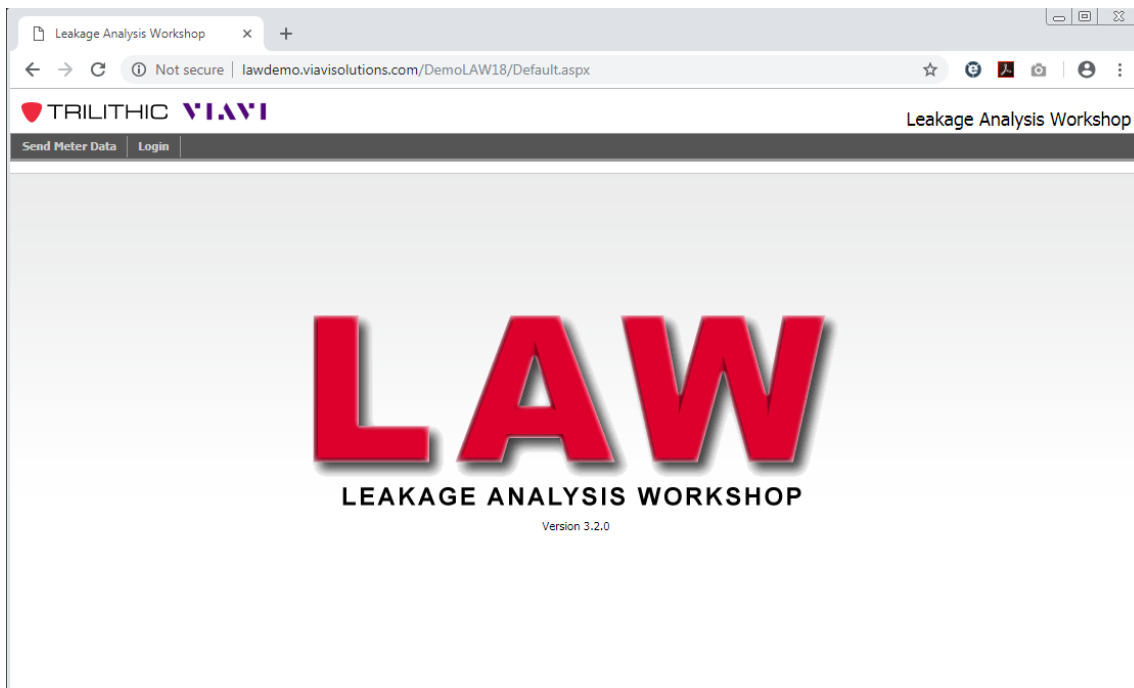 Leakage Analysis Workshop
Not secure | lawdemo.viavisolutions.com/DemoLAW18/Default.aspx
TRILITHIC VIAVI
Leakage Analysis Workshop
Send Meter Data Login
LAW
LEAKAGE ANALYSIS WORKSHOP
Version 3.2.0